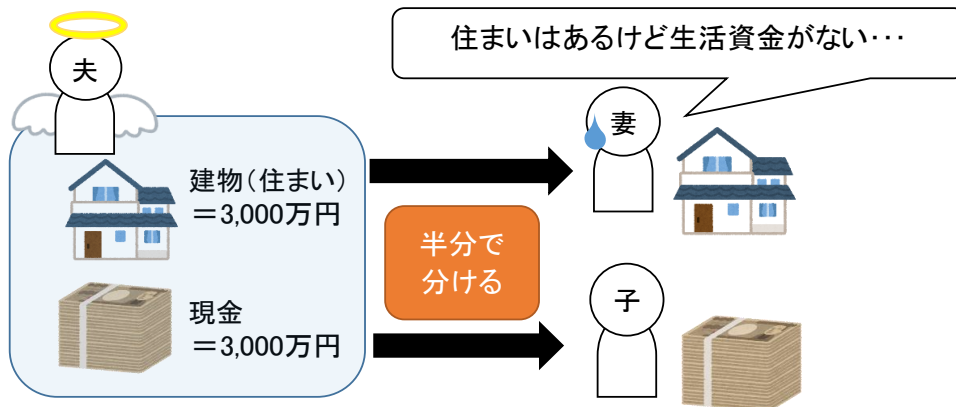 夫
住まいはあるけど生活資金がない・・・
妻
建物（住まい）
＝3,000万円
半分で
分ける
子
現金
＝3,000万円